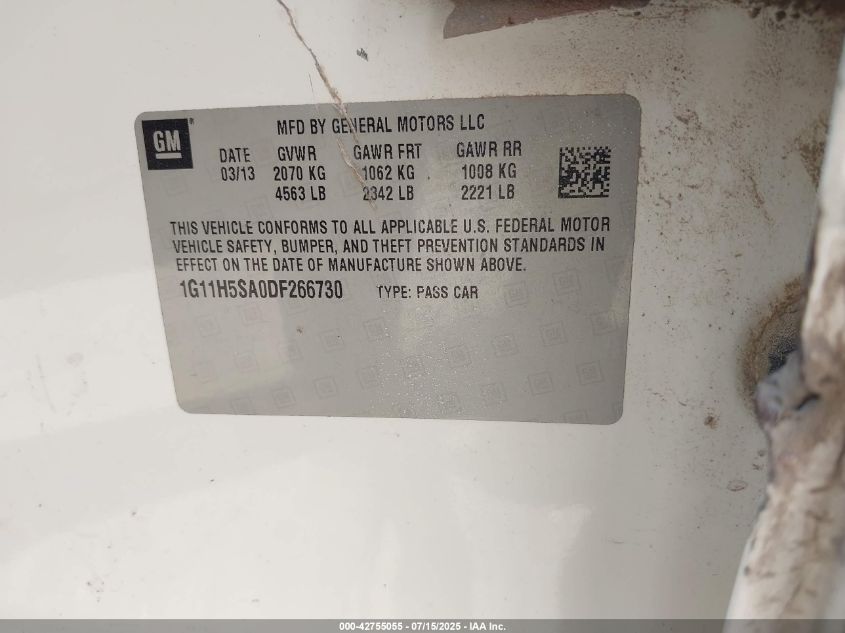 GM
MFD BY GENERAL MOTORS LLC
DATE GVWR GAWR FRT GAWR RR
03/13 2070 KG 1062 KG 1008 KG
4563 LB 2342 LB 2221 LB
THIS VEHICLE CONFORMS TO ALL APPLICABLE U.S. FEDERAL MOTOR
VEHICLE SAFETY, BUMPER, AND THEFT PREVENTION STANDARDS IN
EFFECT ON THE DATE OF MANUFACTURE SHOWN ABOVE.
1G11H5SA0DF266730 TYPE: PASS CAR
000-42755055 - 07/15/2025 - IAA Inc.